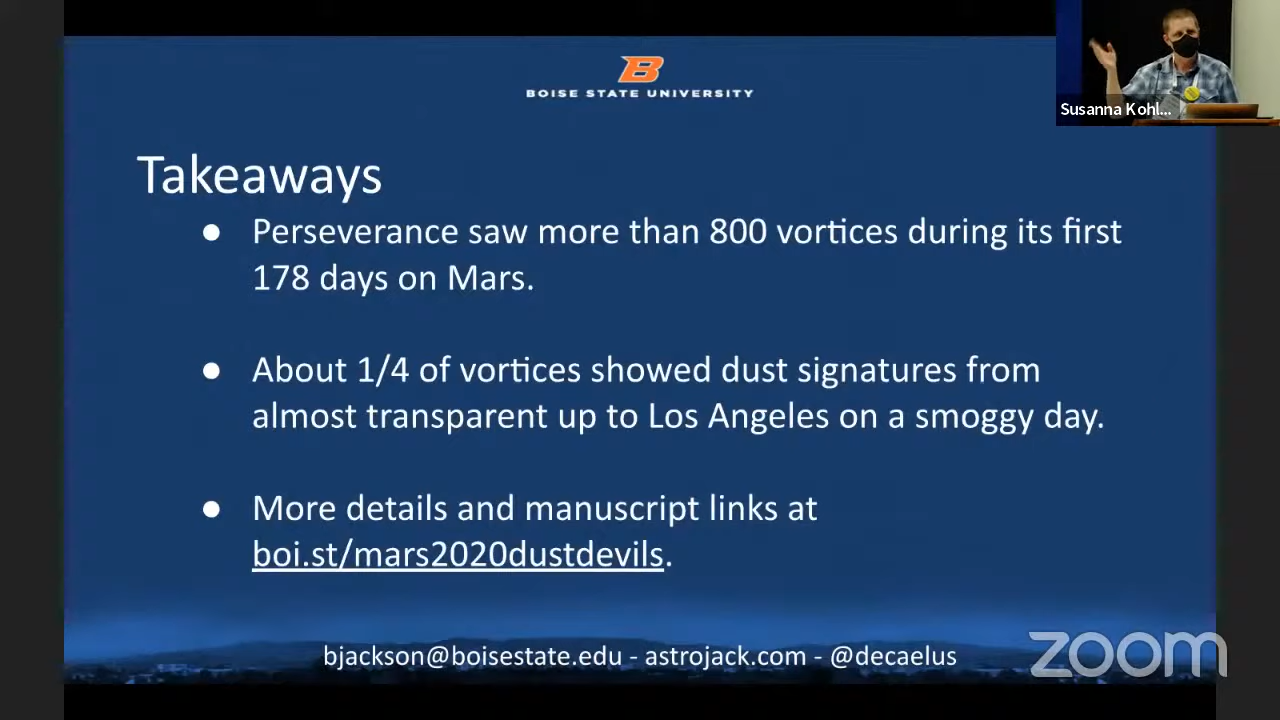 B
BOISE STATE UNIVERSITY
Susanna Kohl...
Takeaways
● Perseverance saw more than 800 vortices during its first
178 days on Mars.
● About 1/4 of vortices showed dust signatures from
almost transparent up to Los Angeles on a smoggy day.
● More details and manuscript links at
boi.st/mars2020dustdevils.
bjackson@boisestate.edu - astrojack.com - @decaelus
zoom